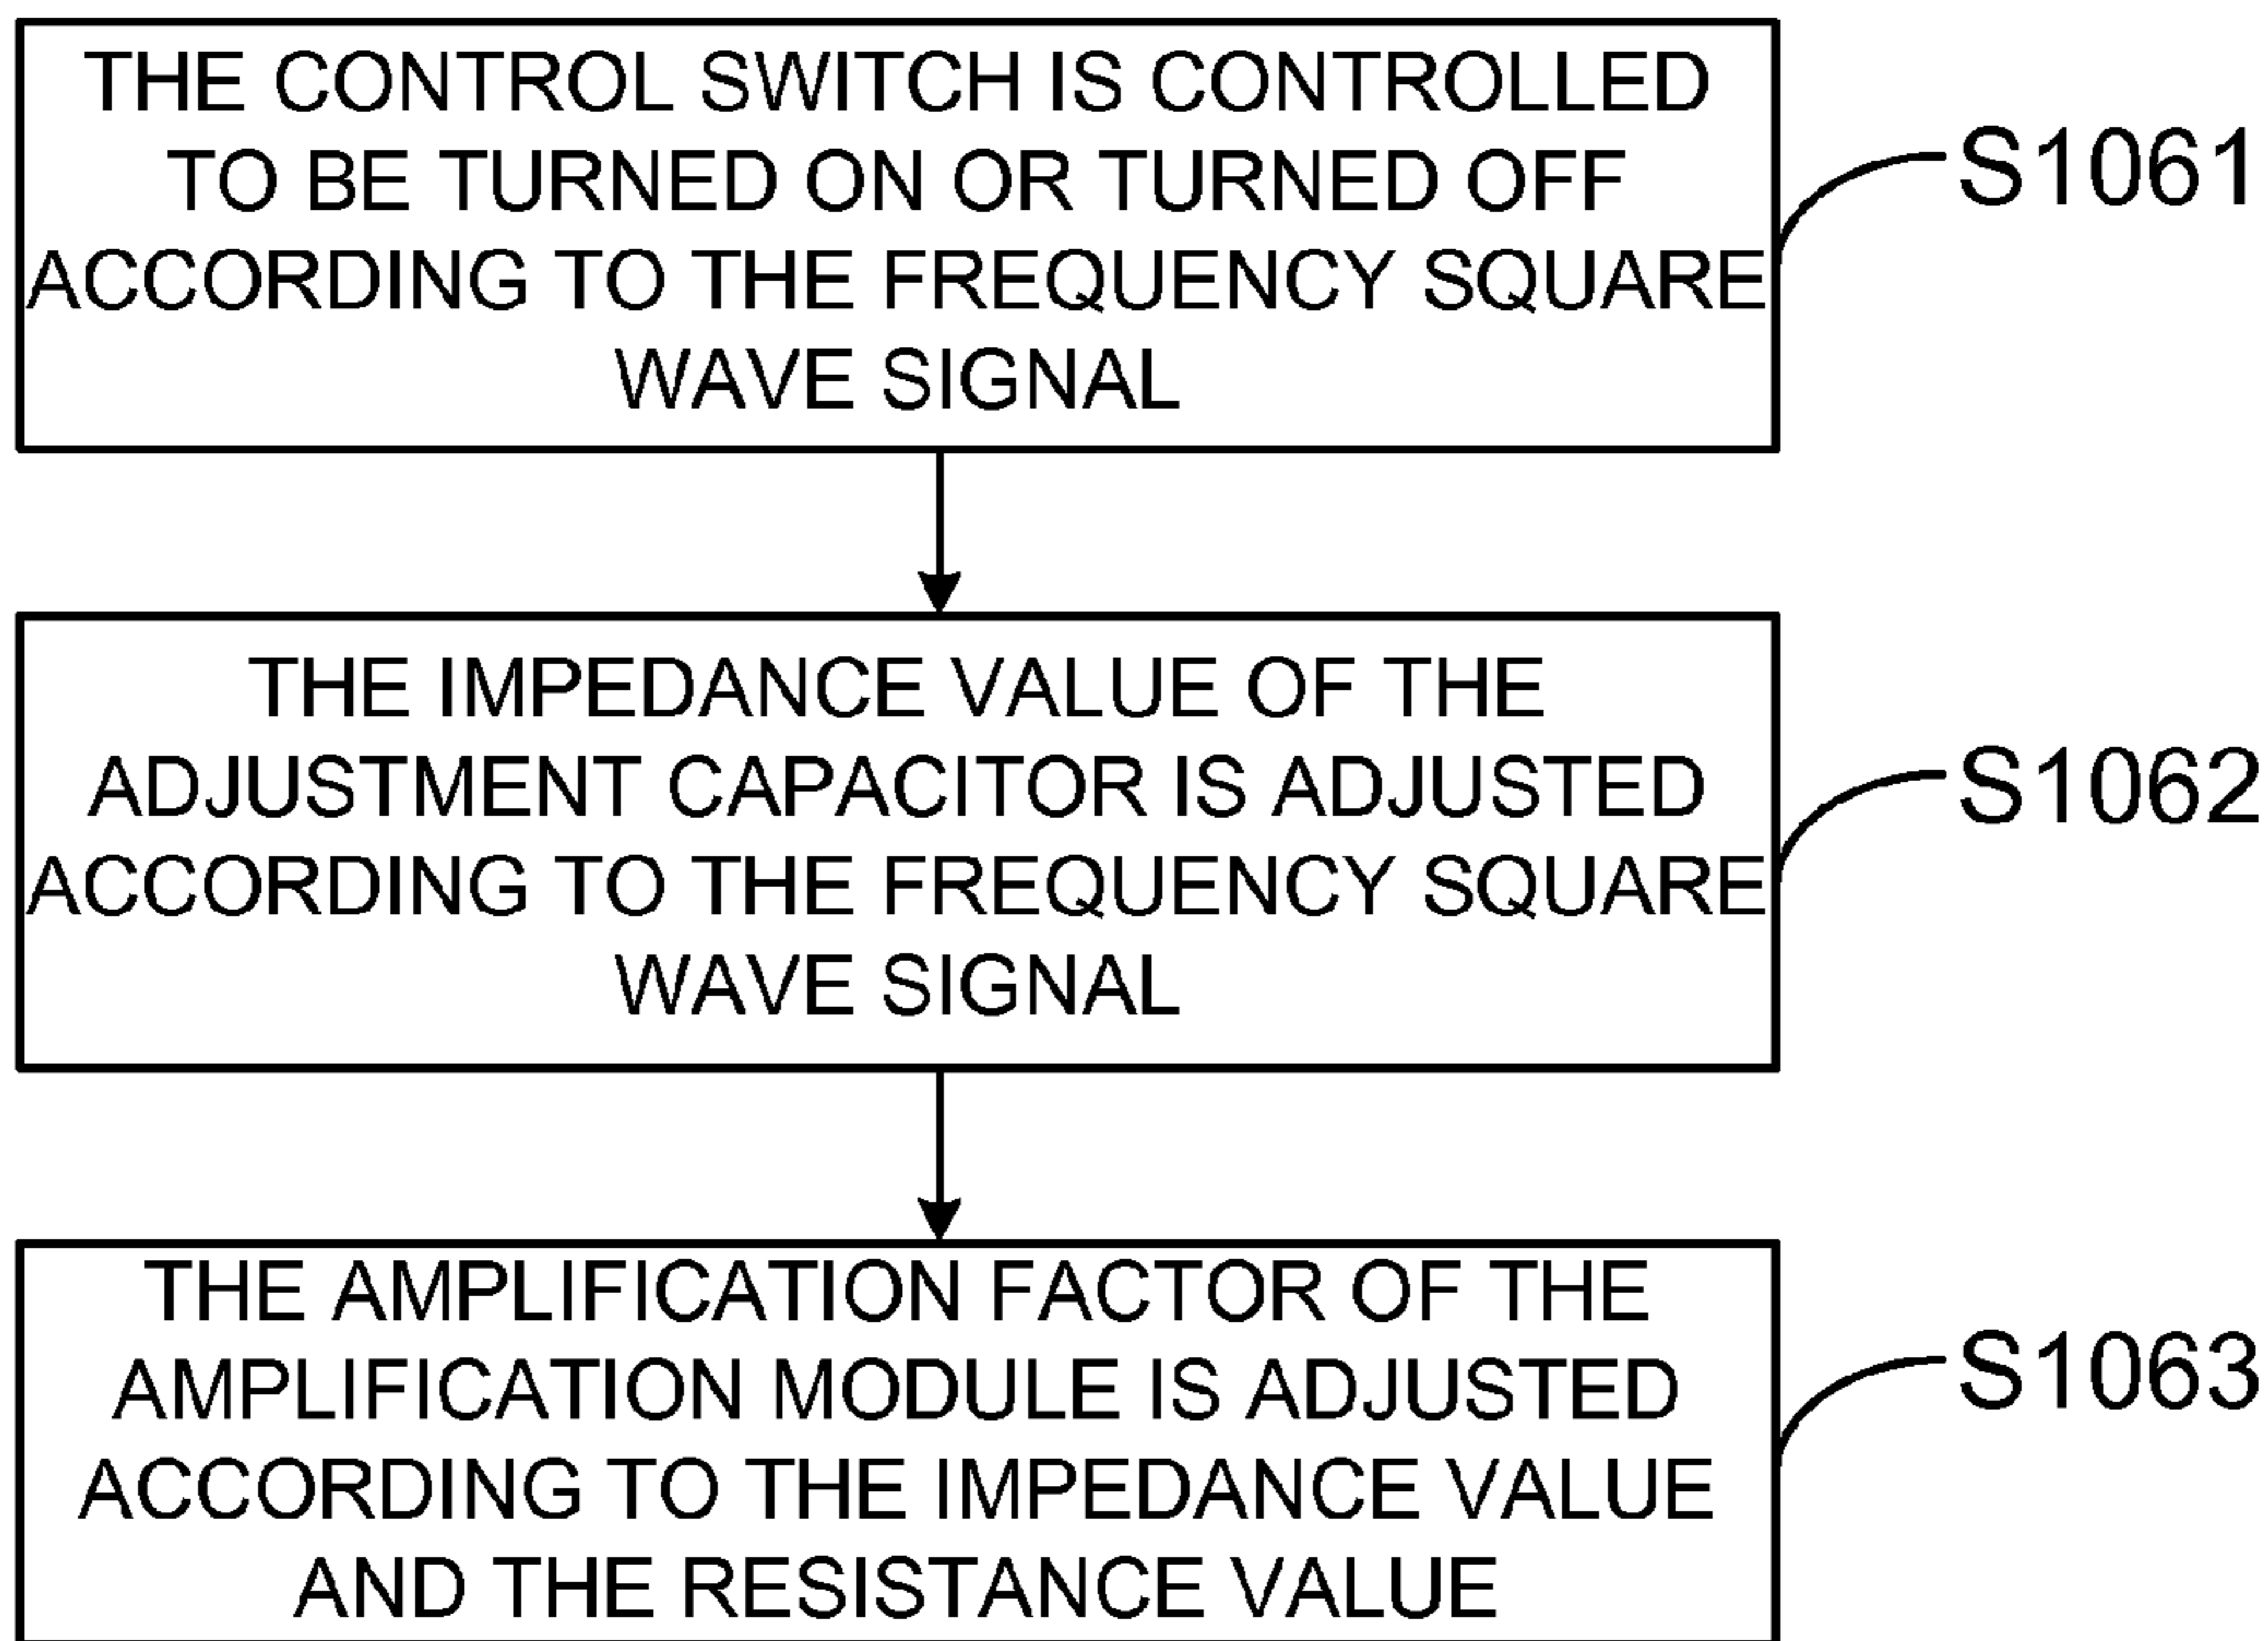 THE CONTROL SWITCH IS CONTROLLED
TO BE TURNED ON OR TURNED OFF
ACCORDING TO THE FREQUENCY SQUARE
WAVE SIGNAL
S1061
THE IMPEDANCE VALUE OF THE
ADJUSTMENT CAPACITOR IS ADJUSTED
ACCORDING TO THE FREQUENCY SQUARE
WAVE SIGNAL
S1062
THE AMPLIFICATION FACTOR OF THE
AMPLIFICATION MODULE IS ADJUSTED
ACCORDING TO THE IMPEDANCE VALUE
AND THE RESISTANCE VALUE
S1063